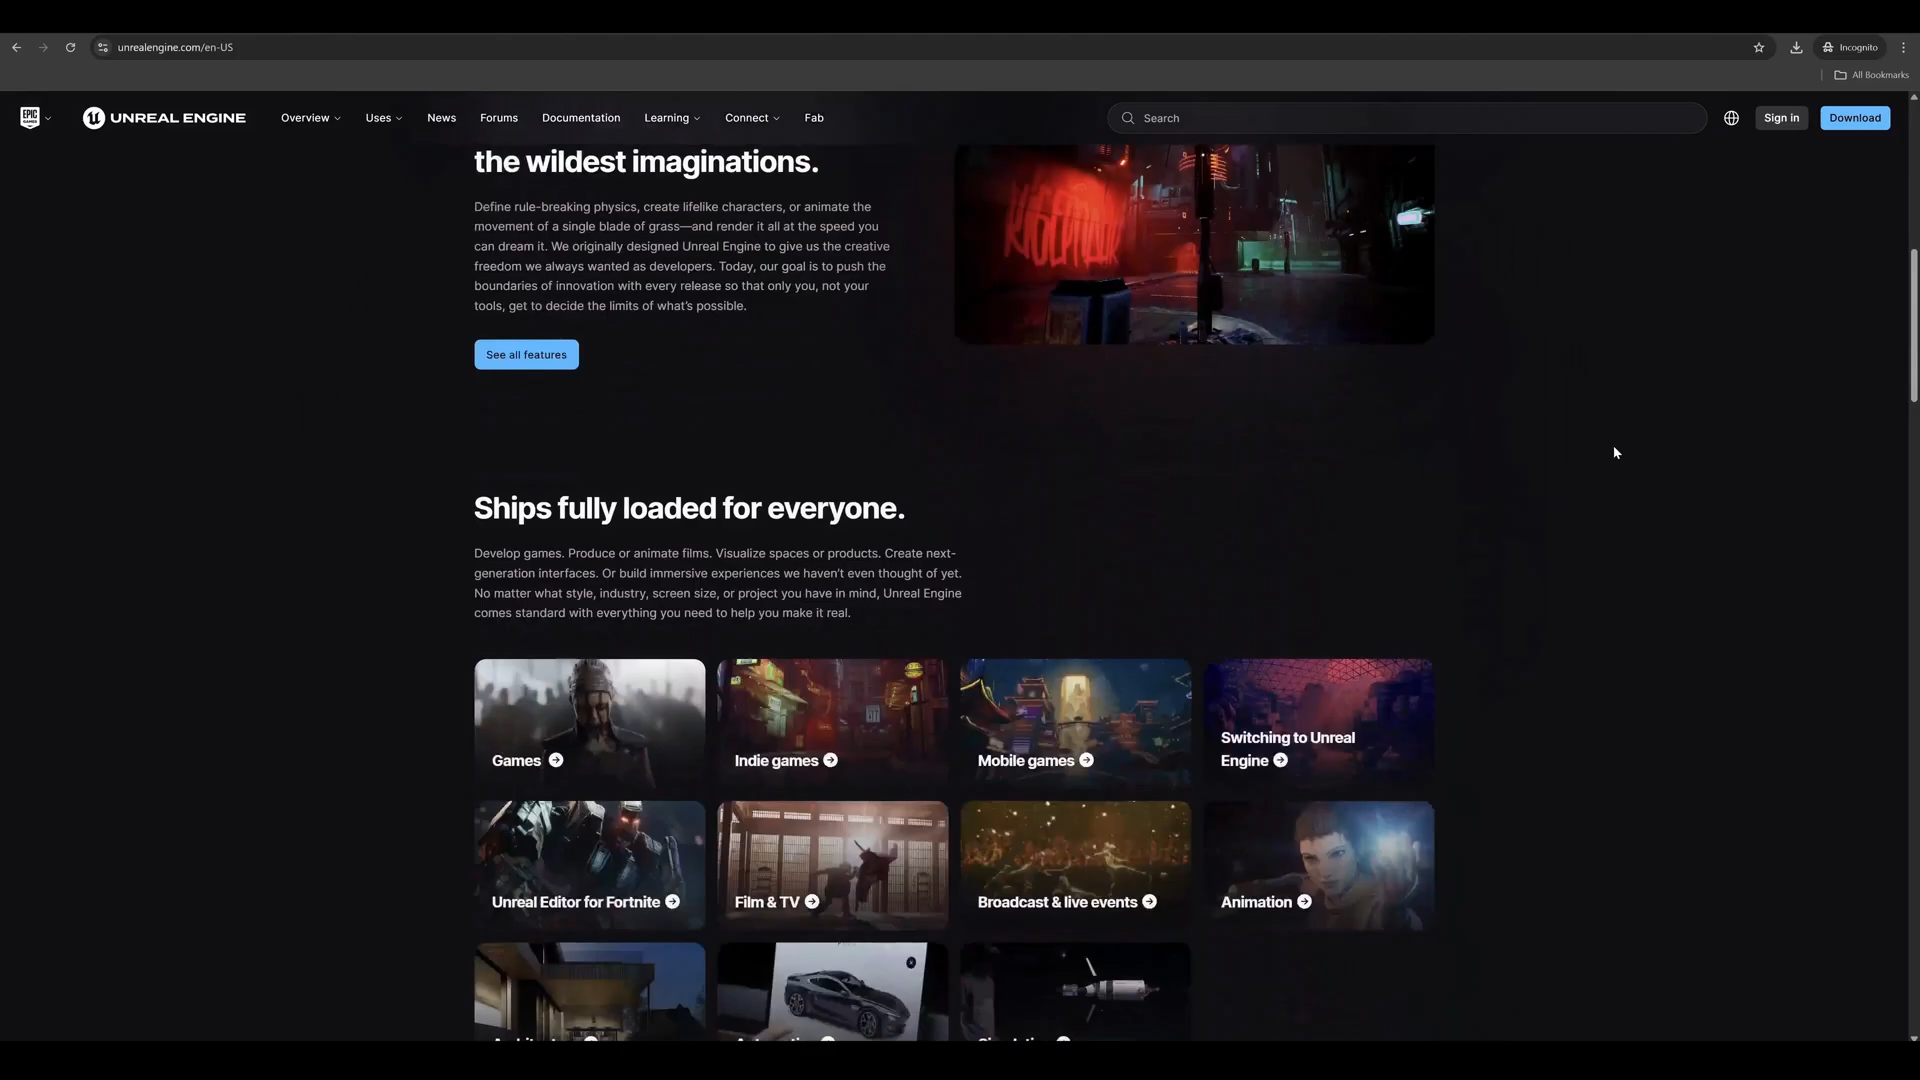 unrealengine.com/en-US
Incognito
All Bookmarks
EPIC GAMES
UNREAL ENGINE
Overview
Uses
News
Forums
Documentation
Learning
Connect
Fab
Search
Sign in
Download
the wildest imaginations.
Define rule-breaking physics, create lifelike characters, or animate the
movement of a single blade of grass—and render it all at the speed you
can dream it. We originally designed Unreal Engine to give us the creative
freedom we always wanted as developers. Today, our goal is to push the
boundaries of innovation with every release so that only you, not your
tools, get to decide the limits of what’s possible.
See all features
Ships fully loaded for everyone.
Develop games. Produce or animate films. Visualize spaces or products. Create next-
generation interfaces. Or build immersive experiences we haven’t even thought of yet.
No matter what style, industry, screen size, or project you have in mind, Unreal Engine
comes standard with everything you need to help you make it real.
Games
Indie games
Mobile games
Switching to Unreal
Engine
Unreal Editor for Fortnite
Film & TV
Broadcast & live events
Animation